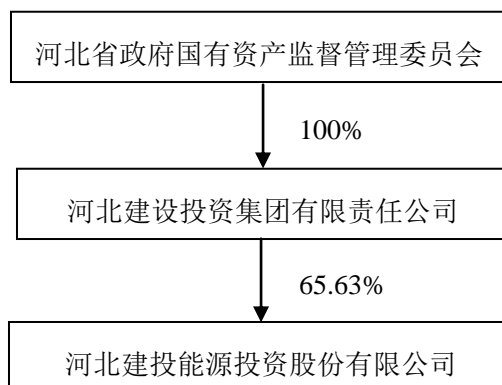 河北省政府国有资产监督管理委员会
100%
河北建设投资集团有限责任公司
65.63%
河北建投能源投资股份有限公司